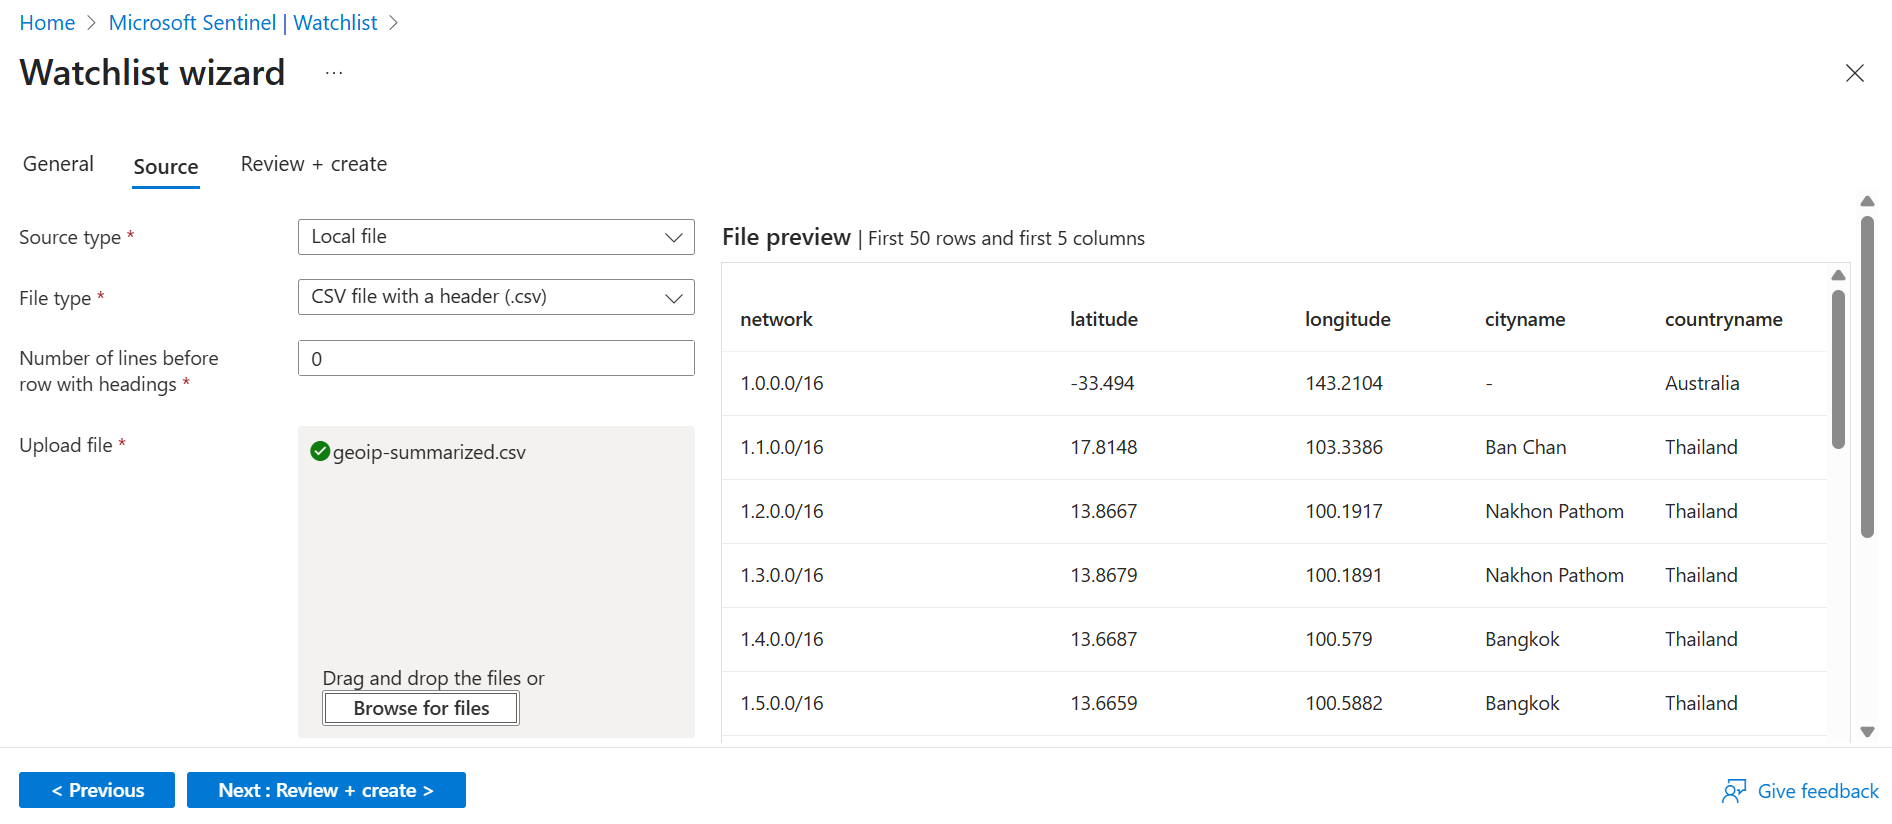 Home > Microsoft Sentinel | Watchlist >
Watchlist wizard ...
General Source Review + create
Source type * Local file
File type * CSV file with a header (.csv)
Number of lines before
row with headings * 0
Upload file * geoip-summarized.csv
Drag and drop the files or
Browse for files
File preview | First 50 rows and first 5 columns
network latitude longitude cityname countryname
1.0.0.0/16 -33.494 143.2104 - Australia
1.1.0.0/16 17.8148 103.3386 Ban Chan Thailand
1.2.0.0/16 13.8667 100.1917 Nakhon Pathom Thailand
1.3.0.0/16 13.8679 100.1891 Nakhon Pathom Thailand
1.4.0.0/16 13.6687 100.579 Bangkok Thailand
1.5.0.0/16 13.6659 100.5882 Bangkok Thailand
< Previous Next : Review + create > Give feedback